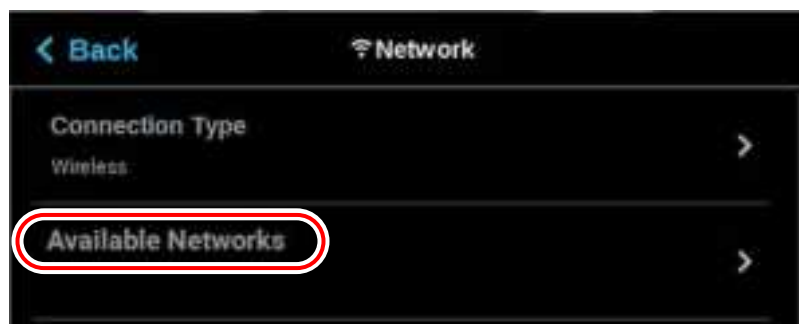 Back
Network
Connection Type
Wireless
Available Networks